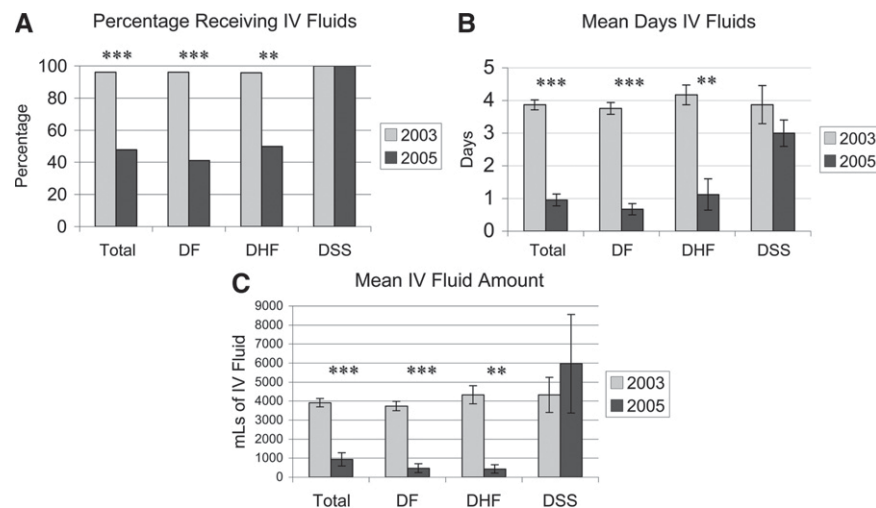 A
Percentage Receiving IV Fluids
*** *** **
100
80
60
40
20
0
Percentage
Total DF DHF DSS
2003
2005
B
Mean Days IV Fluids
*** *** **
5
4
3
2
1
0
Days
Total DF DHF DSS
2003
2005
C
Mean IV Fluid Amount
9000
8000
7000
6000
5000
4000
3000
2000
1000
0
mLs of IV Fluid
*** *** **
Total DF DHF DSS
2003
2005